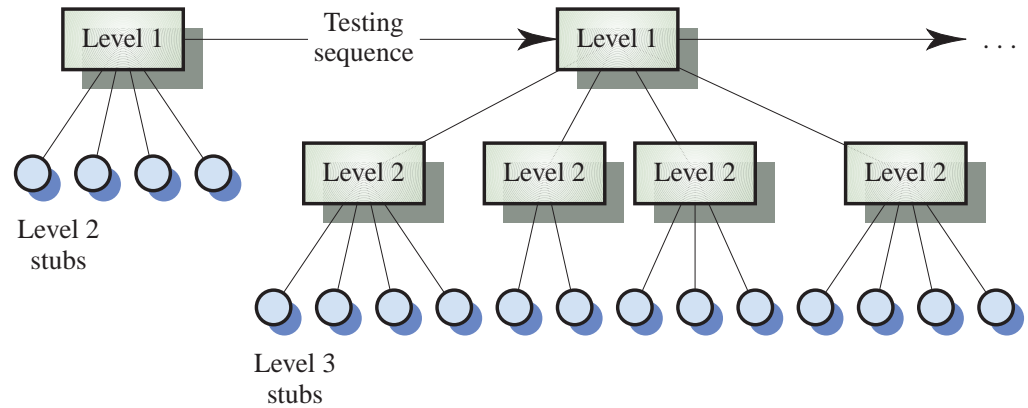 Level 1
Testing
sequence
Level 1
. . .
Level 2
Level 2
Level 2
Level 2
Level 2
stubs
Level 3
stubs